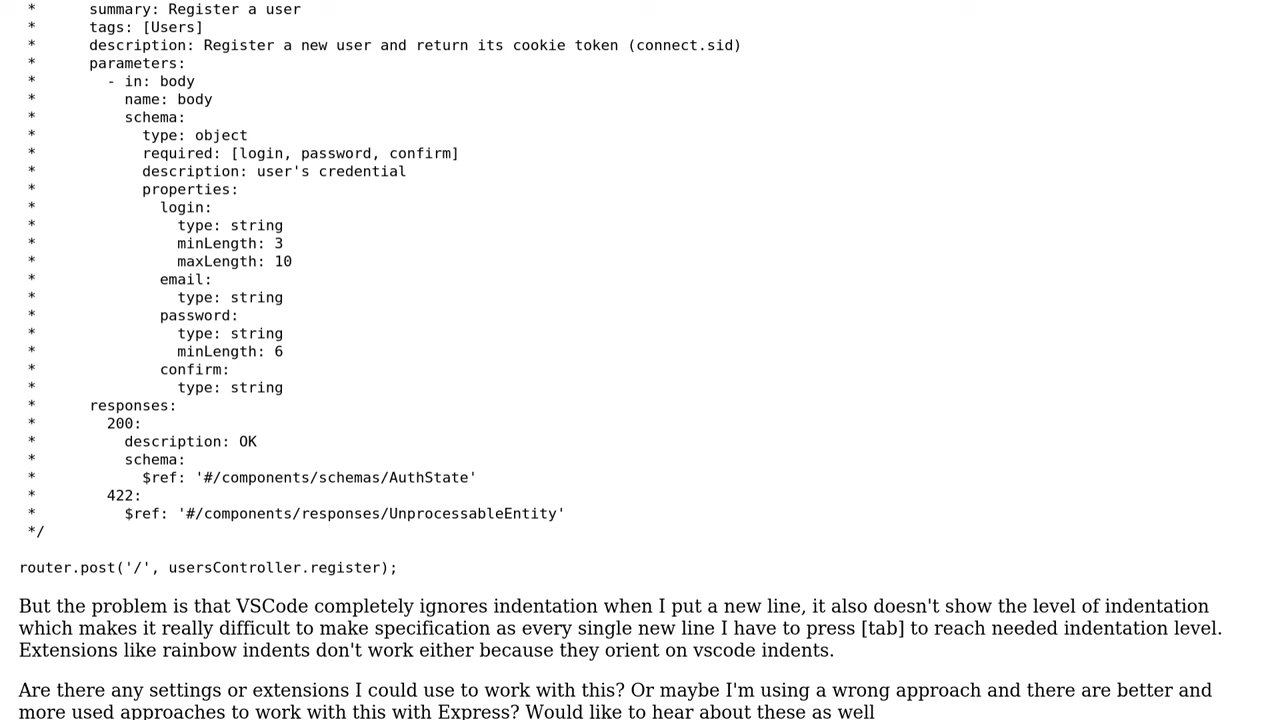 *      summary: Register a user
 *      tags: [Users]
 *      description: Register a new user and return its cookie token (connect.sid)
 *      parameters:
 *        - in: body
 *          name: body
 *          schema:
 *            type: object
 *            required: [login, password, confirm]
 *            description: user's credential
 *            properties:
 *              login:
 *                type: string
 *                minLength: 3
 *                maxLength: 10
 *              email:
 *                type: string
 *              password:
 *                type: string
 *                minLength: 6
 *              confirm:
 *                type: string
 *      responses:
 *        200:
 *          description: OK
 *          schema:
 *            $ref: '#/components/schemas/AuthState'
 *        422:
 *          $ref: '#/components/responses/UnprocessableEntity'
 */
router.post('/', usersController.register);
But the problem is that VSCode completely ignores indentation when I put a new line, it also doesn't show the level of indentation
which makes it really difficult to make specification as every single new line I have to press [tab] to reach needed indentation level.
Extensions like rainbow indents don't work either because they orient on vscode indents.
Are there any settings or extensions I could use to work with this? Or maybe I'm using a wrong approach and there are better and
more used approaches to work with this with Express? Would like to hear about these as well